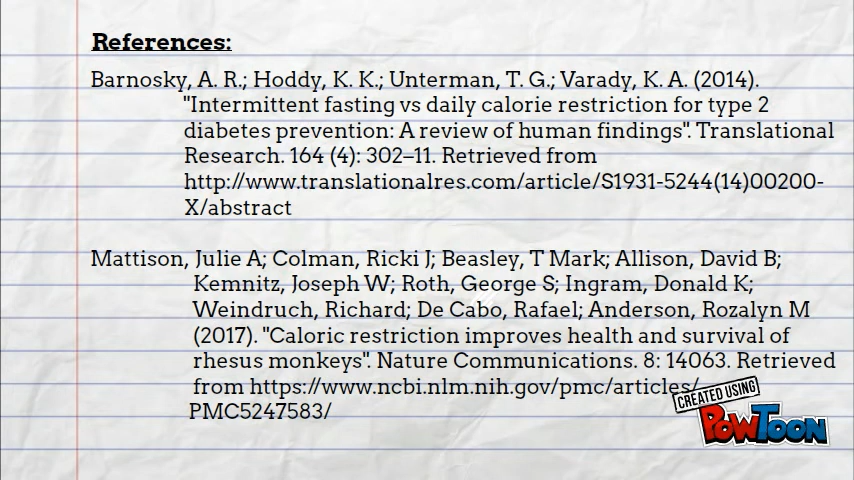 References:
Barnosky, A. R.; Hoddy, K. K.; Unterman, T. G.; Varady, K. A. (2014).
"Intermittent fasting vs daily calorie restriction for type 2
diabetes prevention: A review of human findings". Translational
Research. 164 (4): 302–11. Retrieved from
http://www.translationalres.com/article/S1931-5244(14)00200-
X/abstract
Mattison, Julie A; Colman, Ricki J; Beasley, T Mark; Allison, David B;
Kemnitz, Joseph W; Roth, George S; Ingram, Donald K;
Weindruch, Richard; De Cabo, Rafael; Anderson, Rozalyn M
(2017). "Caloric restriction improves health and survival of
rhesus monkeys". Nature Communications. 8: 14063. Retrieved
from https://www.ncbi.nlm.nih.gov/pmc/articles/
PMC5247583/
CREATED USING
POWTOON